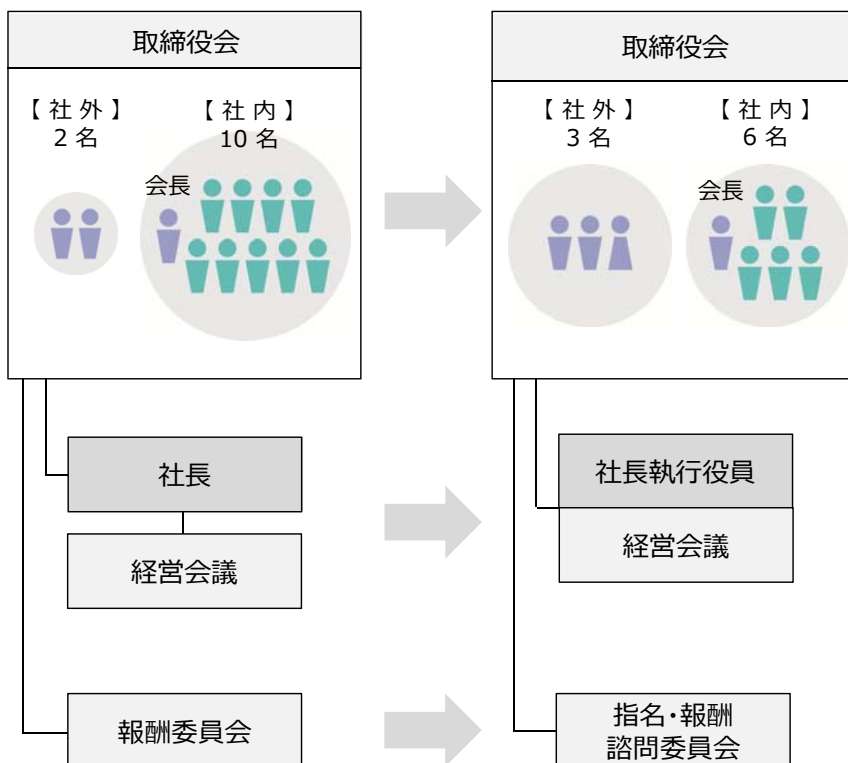 取締役会
【社外】
2名
【社内】
10名
会長
社長
経営会議
報酬委員会
取締役会
【社外】
3名
【社内】
6名
会長
社長執行役員
経営会議
指名・報酬
諮問委員会